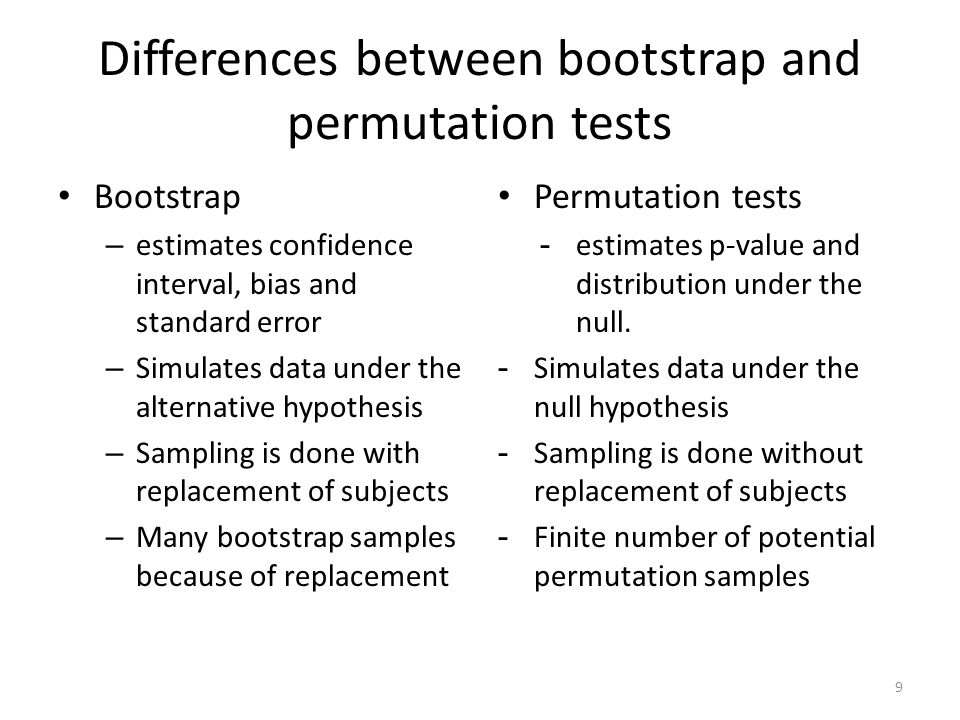 Differences between bootstrap and
permutation tests
• Bootstrap
– estimates confidence
interval, bias and
standard error
– Simulates data under the
alternative hypothesis
– Sampling is done with
replacement of subjects
– Many bootstrap samples
because of replacement
• Permutation tests
- estimates p-value and
distribution under the
null.
- Simulates data under the
null hypothesis
- Sampling is done without
replacement of subjects
- Finite number of potential
permutation samples
9